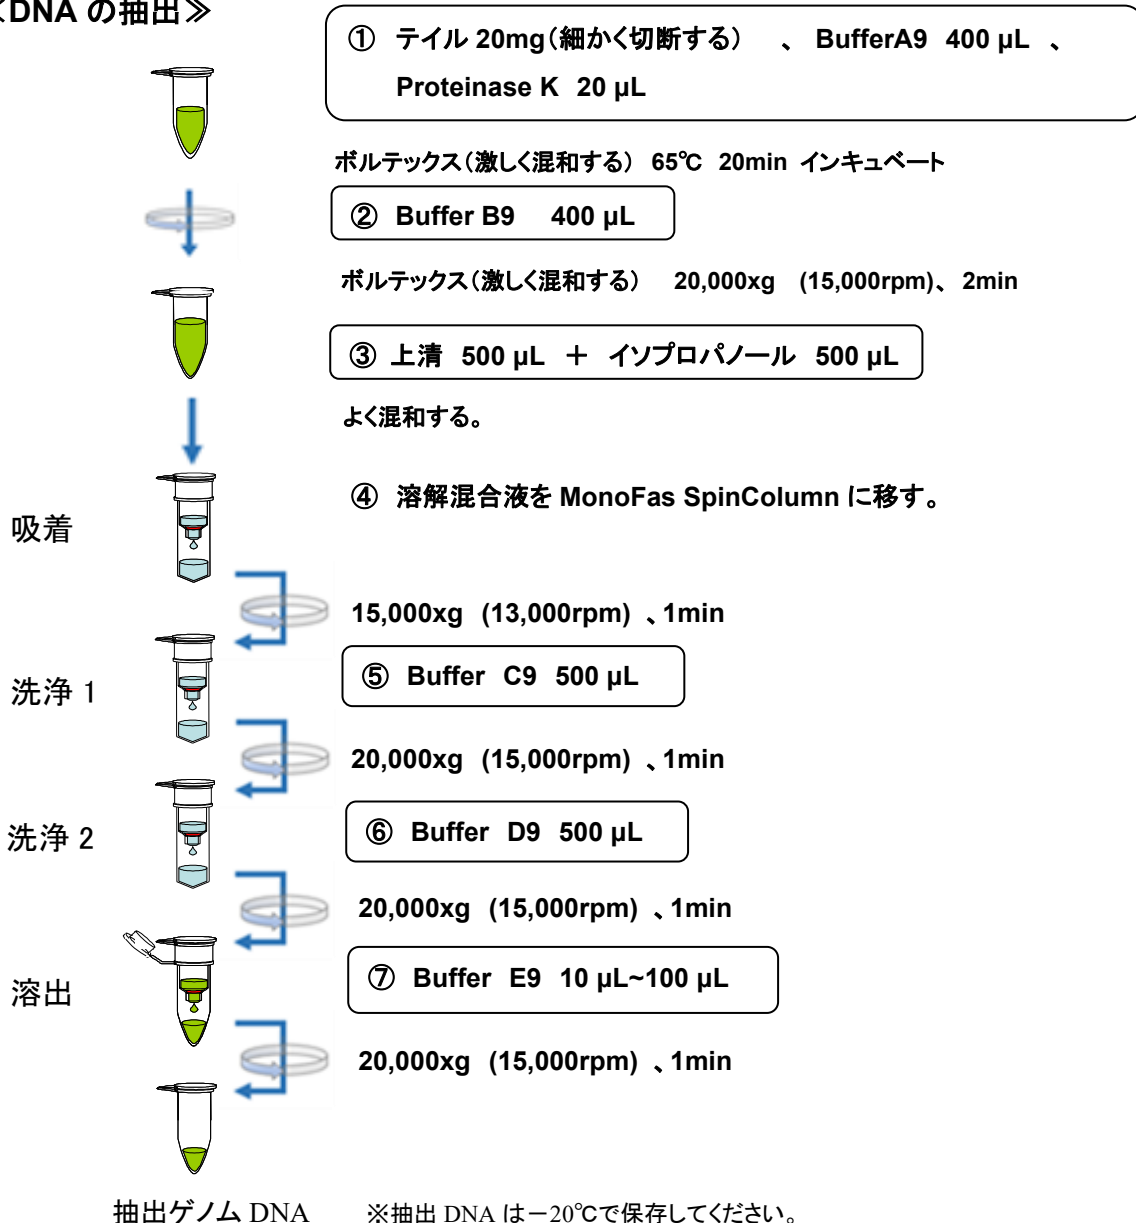 ≪DNA の抽出≫
① テイル 20mg（細かく切断する） 、 BufferA9 400 µL 、
Proteinase K 20 µL
ボルテックス（激しく混和する） 65℃ 20min インキュベート
② Buffer B9 400 µL
ボルテックス（激しく混和する） 20,000xg (15,000rpm)、 2min
③ 上清 500 µL ＋ イソプロパノール 500 µL
よく混和する。
④ 溶解混合液を MonoFas SpinColumn に移す。
吸着
15,000xg (13,000rpm) 、1min
⑤ Buffer C9 500 µL
洗浄 1
20,000xg (15,000rpm) 、1min
⑥ Buffer D9 500 µL
洗浄 2
20,000xg (15,000rpm) 、1min
⑦ Buffer E9 10 µL~100 µL
溶出
20,000xg (15,000rpm) 、1min
抽出ゲノム DNA ※抽出 DNA は－20℃で保存してください。